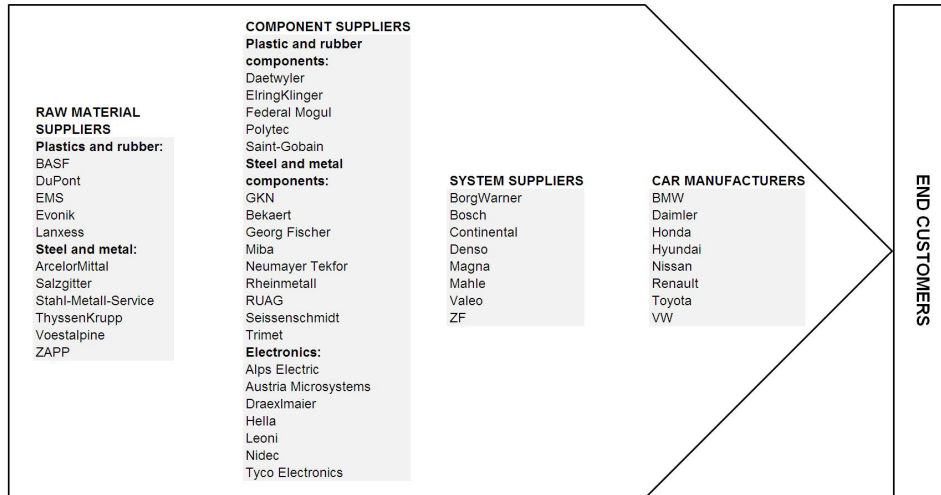 RAW MATERIAL
SUPPLIERS
Plastics and rubber:
BASF
DuPont
EMS
Evonik
Lanxess
Steel and metal:
ArcelorMittal
Salzgitter
Stahl-Metall-Service
ThyssenKrupp
Voestalpine
ZAPP
COMPONENT SUPPLIERS
Plastic and rubber
components:
Daetwyler
ElringKlinger
Federal Mogul
Polytec
Saint-Gobain
Steel and metal
components:
GKN
Bekaert
Georg Fischer
Miba
Neumayer Tekfor
Rheinmetall
RUAG
Seissenschmidt
Trimet
Electronics:
Alps Electric
Austria Microsystems
Draexlmaier
Hella
Leoni
Nidec
Tyco Electronics
SYSTEM SUPPLIERS
BorgWarner
Bosch
Continental
Denso
Magna
Mahle
Valeo
ZF
CAR MANUFACTURERS
BMW
Daimler
Honda
Hyundai
Nissan
Renault
Toyota
VW
END CUSTOMERS